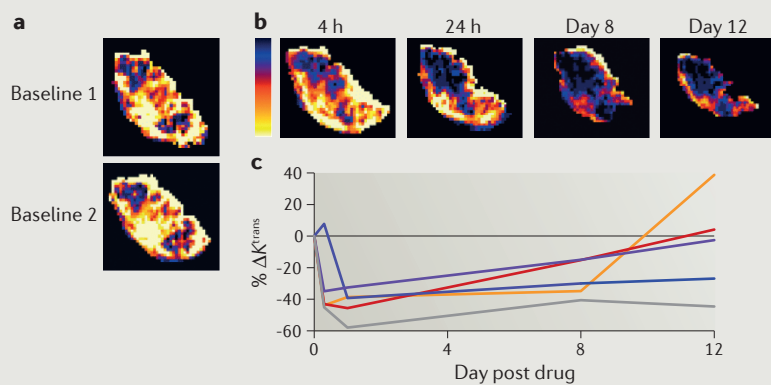 a
Baseline 1
Baseline 2
b
4 h
24 h
Day 8
Day 12
c
% ΔKᵗʳᵃⁿˢ
40
20
0
-20
-40
-60
0
4
8
12
Day post drug